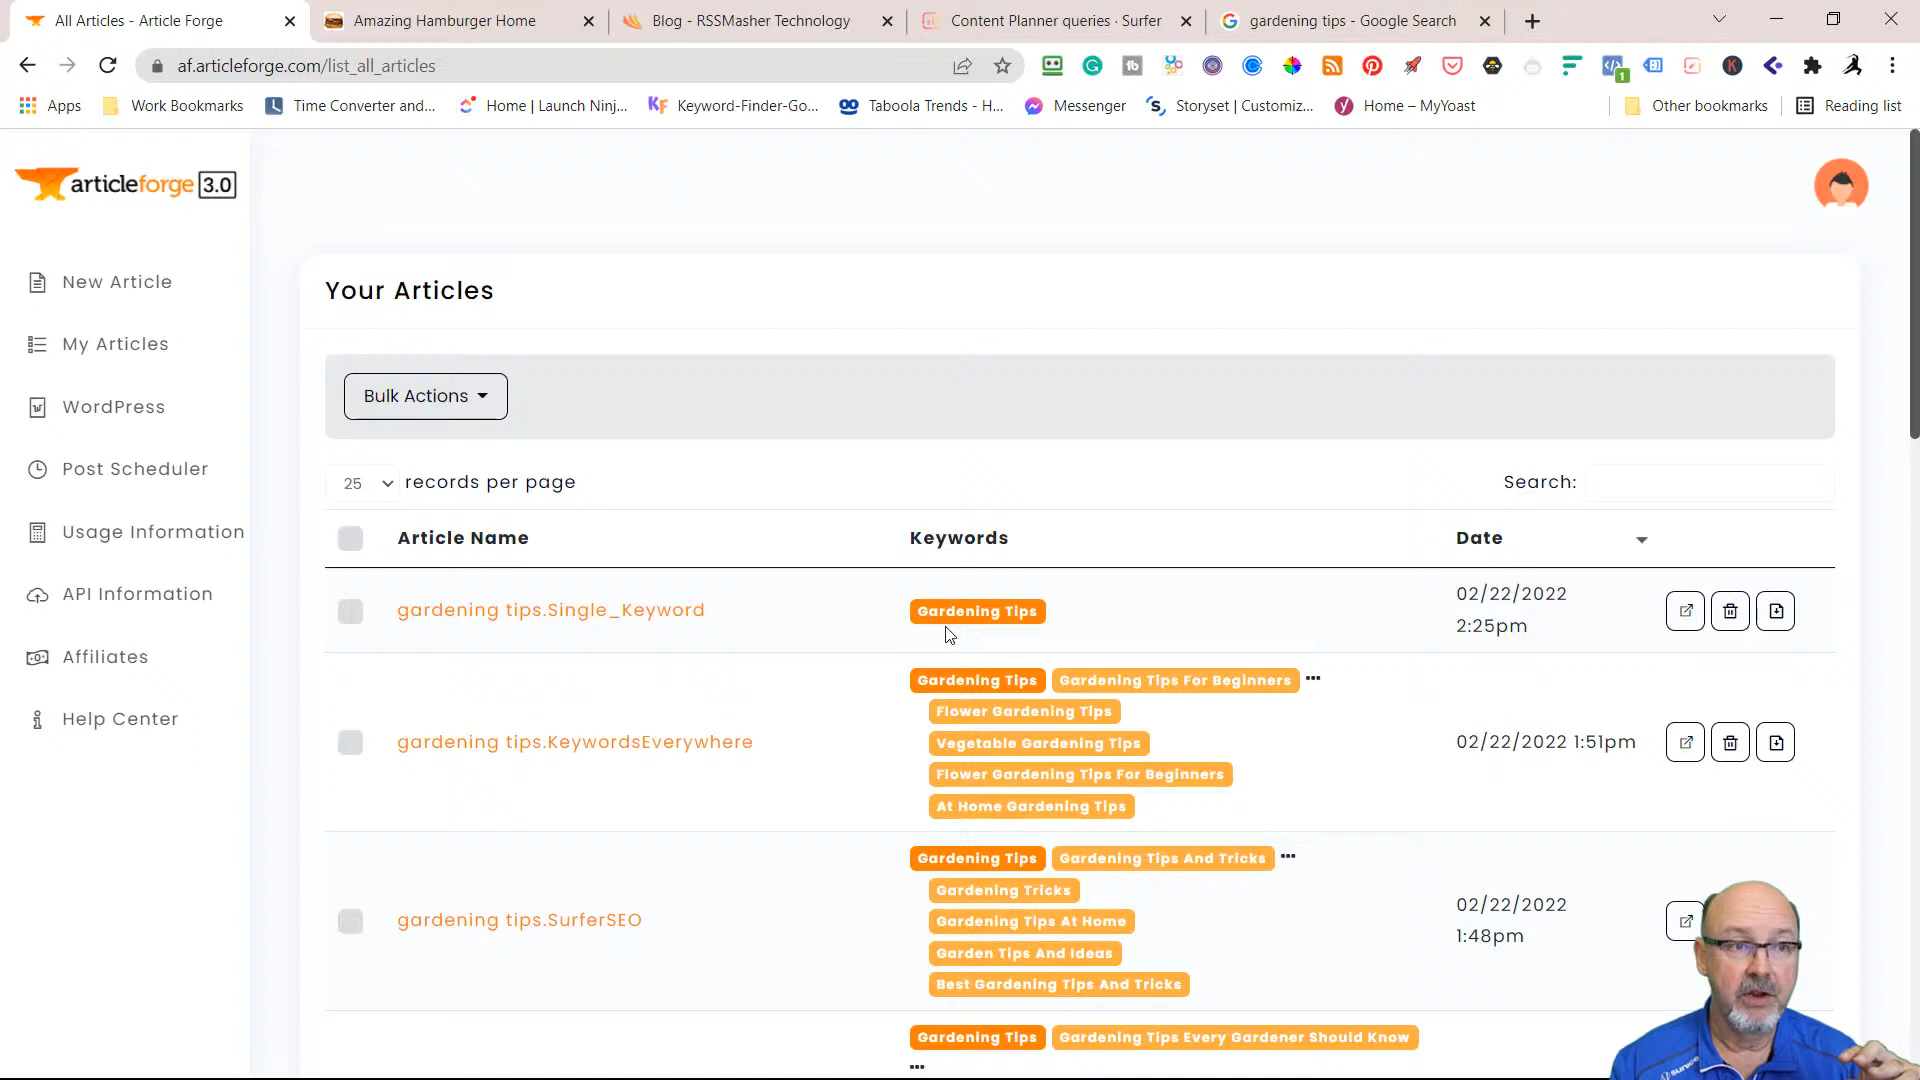 All Articles - Article Forge
Amazing Hamburger Home
Blog - RSSMasher Technology
Content Planner queries · Surfer
gardening tips - Google Search
af.articleforge.com/list_all_articles
Apps
Work Bookmarks
Time Converter and...
Home | Launch Ninj...
Keyword-Finder-Go...
Taboola Trends - H...
Messenger
Storyset | Customiz...
Home – MyYoast
Other bookmarks
Reading list
articleforge 3.0
New Article
My Articles
WordPress
Post Scheduler
Usage Information
API Information
Affiliates
Help Center
Your Articles
Bulk Actions
25 records per page
Search:
Article Name Keywords Date
gardening tips.Single_Keyword
Gardening Tips
02/22/2022
2:25pm
gardening tips.KeywordsEverywhere
Gardening Tips Gardening Tips For Beginners ...
Flower Gardening Tips
Vegetable Gardening Tips
Flower Gardening Tips For Beginners
At Home Gardening Tips
02/22/2022 1:51pm
gardening tips.SurferSEO
Gardening Tips Gardening Tips And Tricks ...
Gardening Tricks
Gardening Tips At Home
Garden Tips And Ideas
Best Gardening Tips And Tricks
02/22/2022
1:48pm
Gardening Tips Gardening Tips Every Gardener Should Know
...